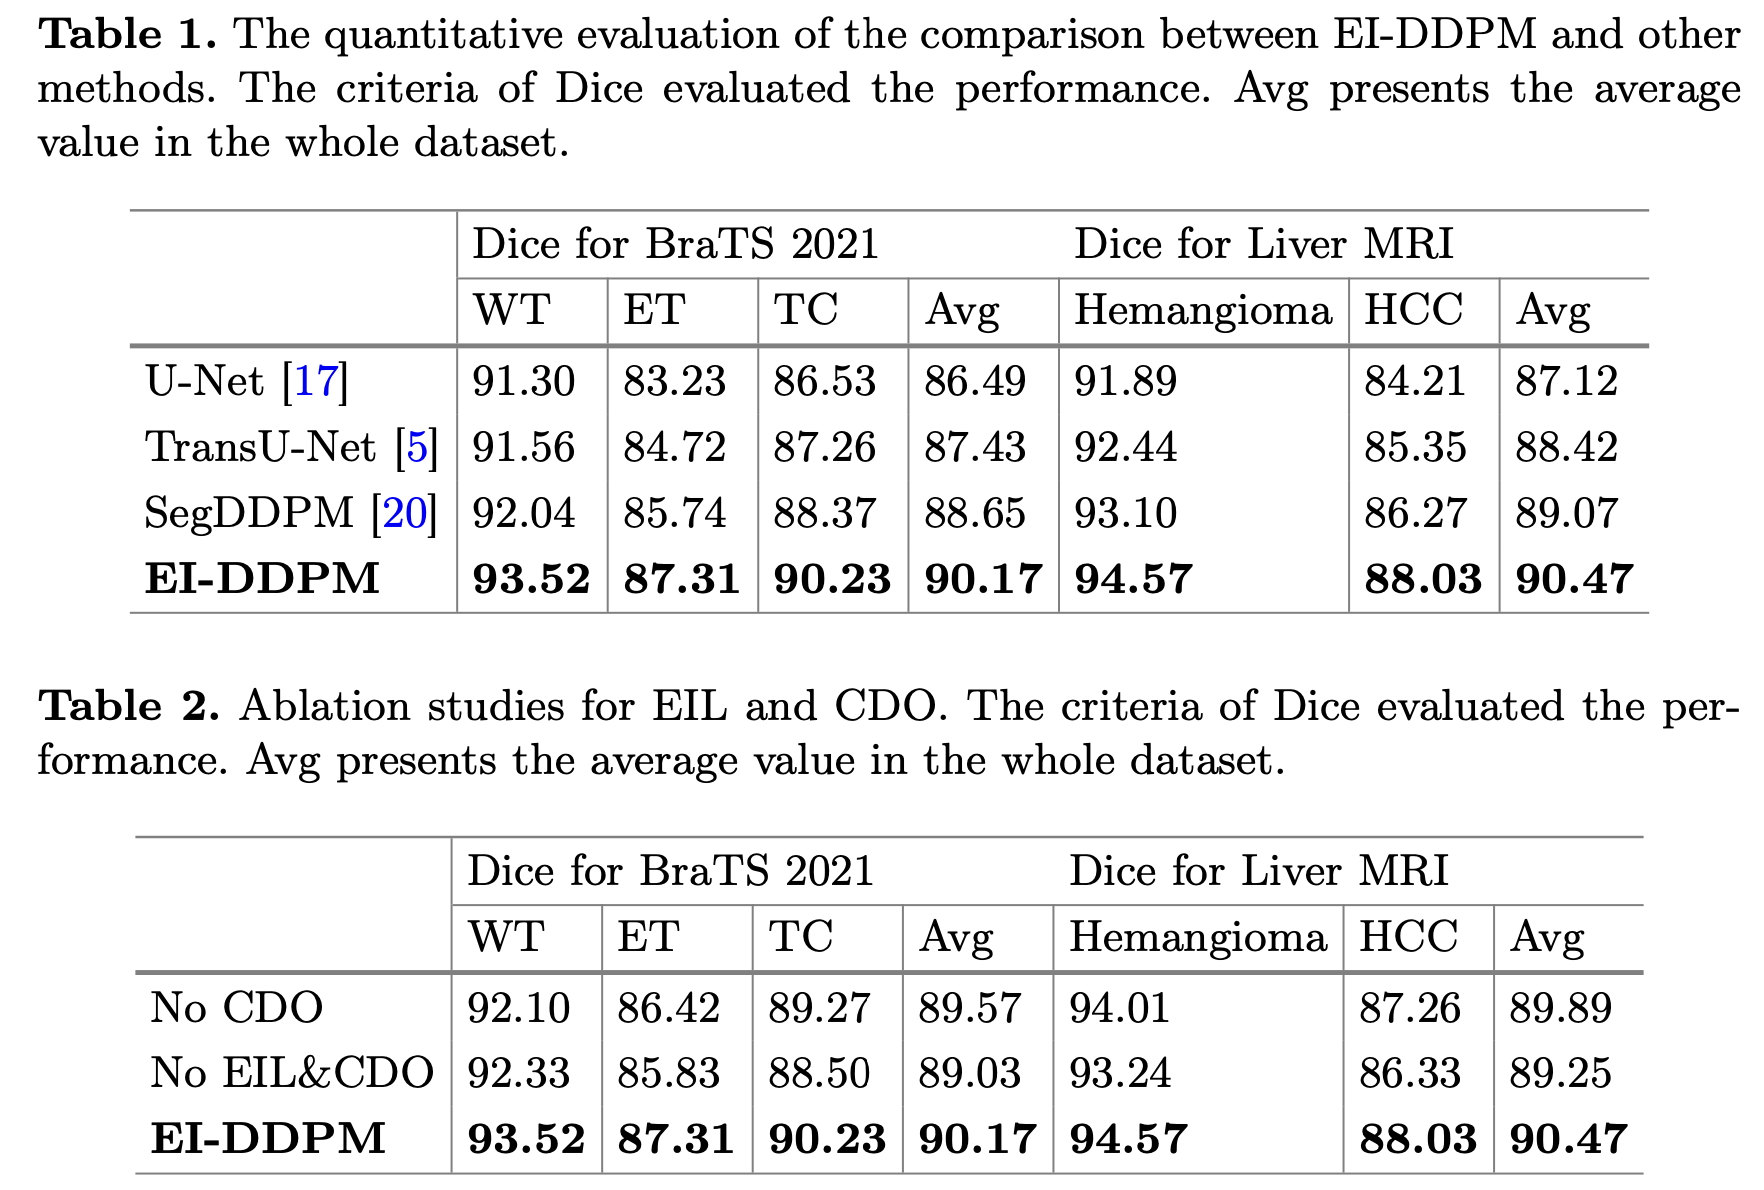 Table 1. The quantitative evaluation of the comparison between EI-DDPM and other
methods. The criteria of Dice evaluated the performance. Avg presents the average
value in the whole dataset.
Dice for BraTS 2021 Dice for Liver MRI
WT ET TC Avg Hemangioma HCC Avg
U-Net [17] 91.30 83.23 86.53 86.49 91.89 84.21 87.12
TransU-Net [5] 91.56 84.72 87.26 87.43 92.44 85.35 88.42
SegDDPM [20] 92.04 85.74 88.37 88.65 93.10 86.27 89.07
EI-DDPM 93.52 87.31 90.23 90.17 94.57 88.03 90.47
Table 2. Ablation studies for EIL and CDO. The criteria of Dice evaluated the per-
formance. Avg presents the average value in the whole dataset.
Dice for BraTS 2021 Dice for Liver MRI
WT ET TC Avg Hemangioma HCC Avg
No CDO 92.10 86.42 89.27 89.57 94.01 87.26 89.89
No EIL&CDO 92.33 85.83 88.50 89.03 93.24 86.33 89.25
EI-DDPM 93.52 87.31 90.23 90.17 94.57 88.03 90.47